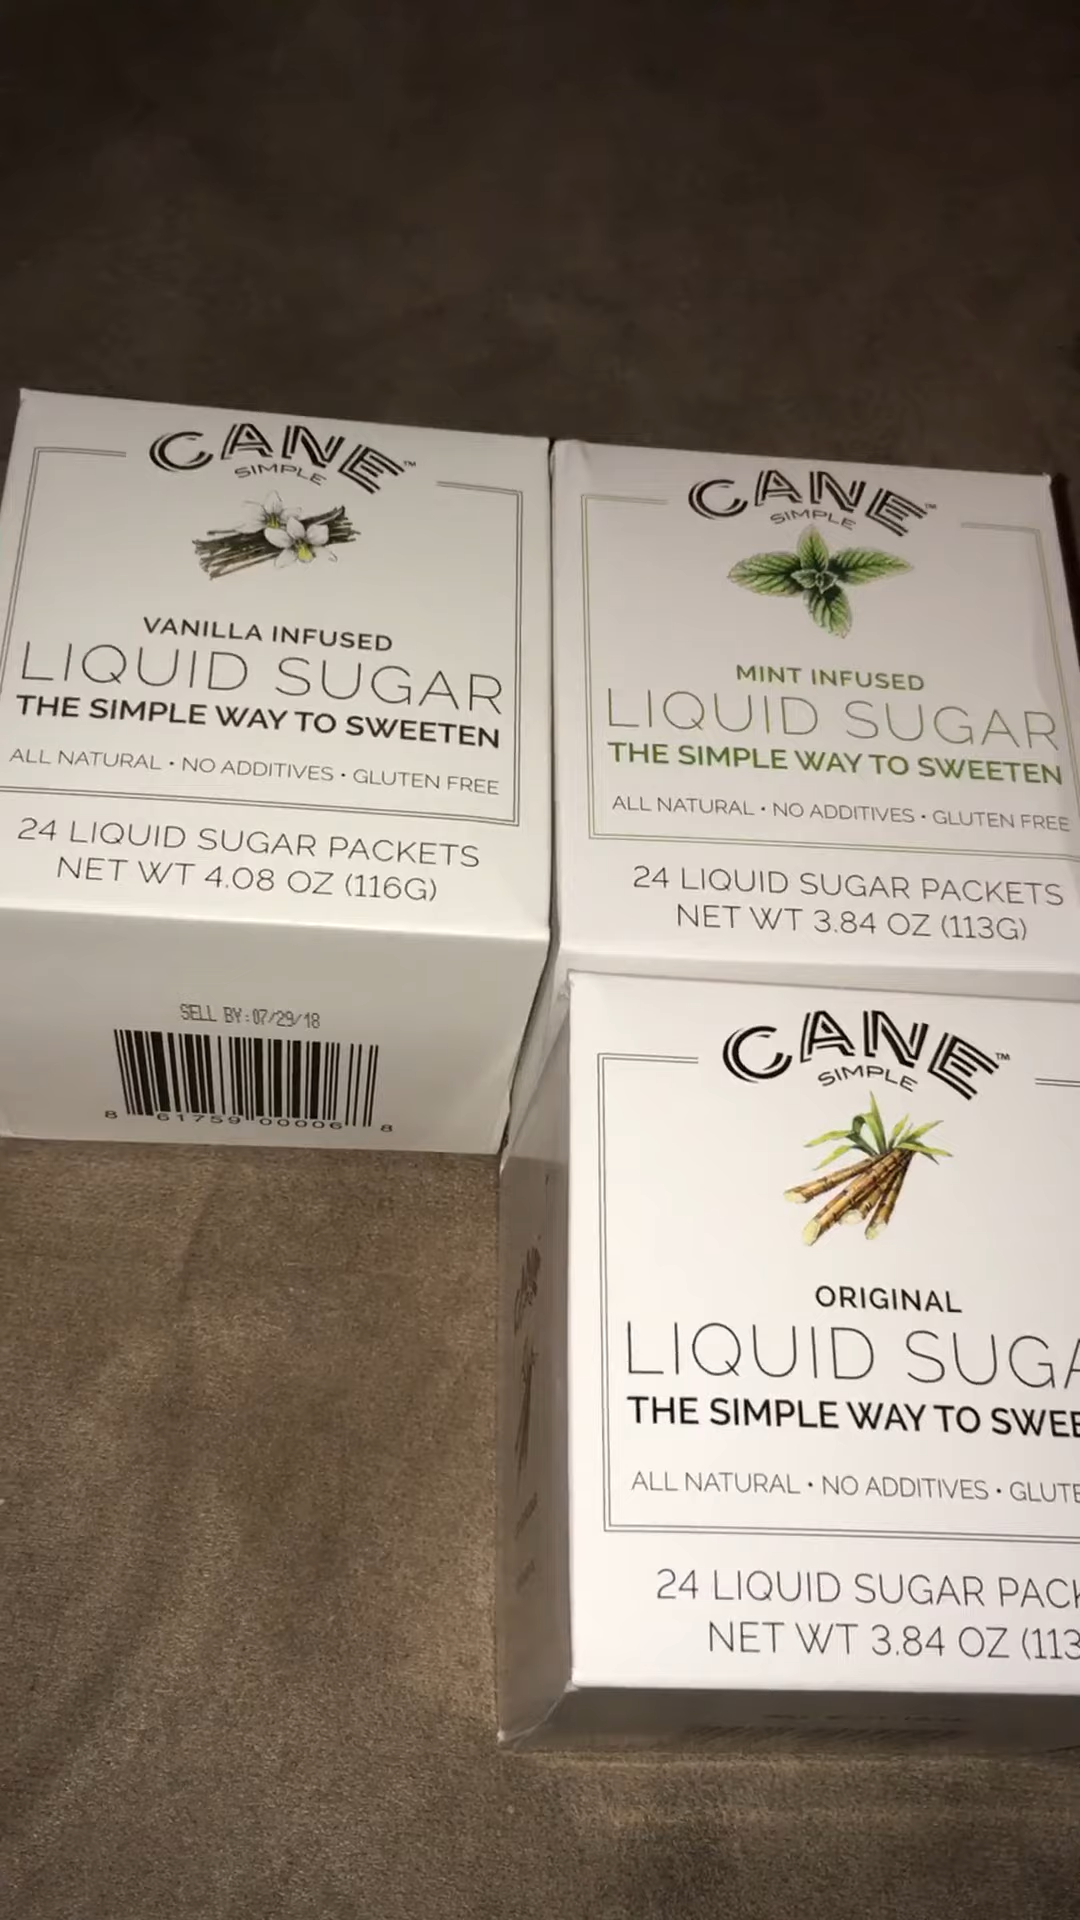 CANE™
SIMPLE
VANILLA INFUSED
LIQUID SUGAR
THE SIMPLE WAY TO SWEETEN
ALL NATURAL • NO ADDITIVES • GLUTEN FREE
24 LIQUID SUGAR PACKETS
NET WT 4.08 OZ (116G)
SELL BY:07/29/18
8 61759 00006 8
CANE™
SIMPLE
MINT INFUSED
LIQUID SUGAR
THE SIMPLE WAY TO SWEETEN
ALL NATURAL • NO ADDITIVES • GLUTEN FREE
24 LIQUID SUGAR PACKETS
NET WT 3.84 OZ (113G)
CANE™
SIMPLE
ORIGINAL
LIQUID SUGA
THE SIMPLE WAY TO SWEE
ALL NATURAL • NO ADDITIVES • GLUTE
24 LIQUID SUGAR PACK
NET WT 3.84 OZ (113